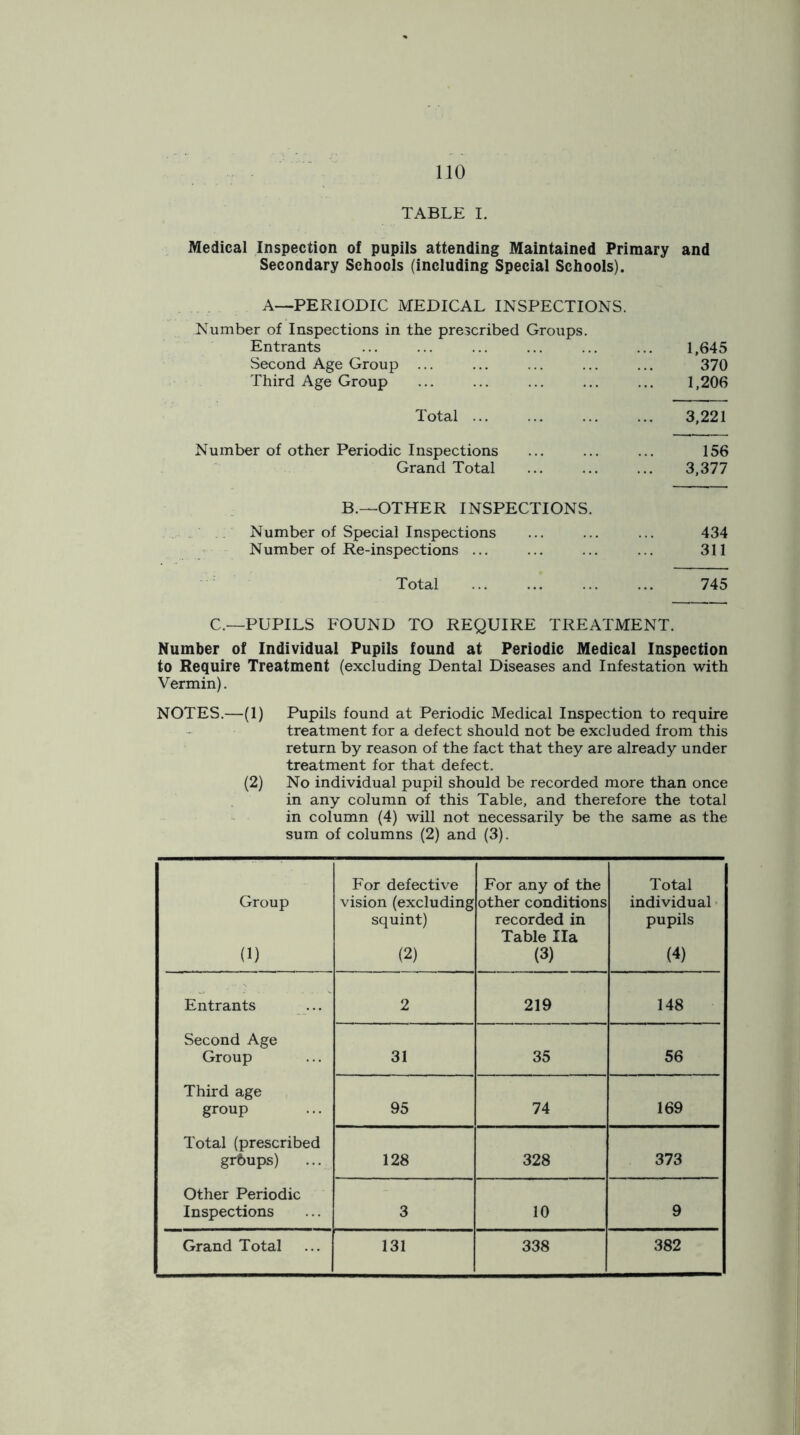 110
TABLE I.
Medical Inspection of pupils attending Maintained Primary and
Secondary Schools (including Special Schools).
A—PERIODIC MEDICAL INSPECTIONS.
Number of Inspections in the prescribed Groups.
Entrants ... ... ... ... ... ... 1,645
Second Age Group ... ... ... ... ... 370
Third Age Group ... ... ... ... ... 1,206
Total ... ... ... ... 3,221
Number of other Periodic Inspections ... ... ... 156
Grand Total ... ... ... 3,377
B.—OTHER INSPECTIONS.
Number of Special Inspections ... ... ... 434
Number of Re-inspections ... ... ... ... 311
Total ... ... ... ... 745
C.—PUPILS FOUND TO REQUIRE TREATMENT.
Number of Individual Pupils found at Periodic Medical Inspection
to Require Treatment (excluding Dental Diseases and Infestation with
Vermin).
NOTES.—(1) Pupils found at Periodic Medical Inspection to require
treatment for a defect should not be excluded from this
return by reason of the fact that they are already under
treatment for that defect.
(2) No individual pupil should be recorded more than once
in any column of this Table, and therefore the total
in column (4) will not necessarily be the same as the
sum of columns (2) and (3).
For defective For any of the Total
Group vision (excluding other conditions individual
squint) recorded in pupils
Table IIa
(1) (2) (3) (4)
Entrants ... 2 219 148
Second Age
Group ... 31 35 56
Third age
group ... 95 74 169
Total (prescribed
grôups) ... 128 328 373
Other Periodic
Inspections ... 3 10 9
Grand Total ... 131 338 382